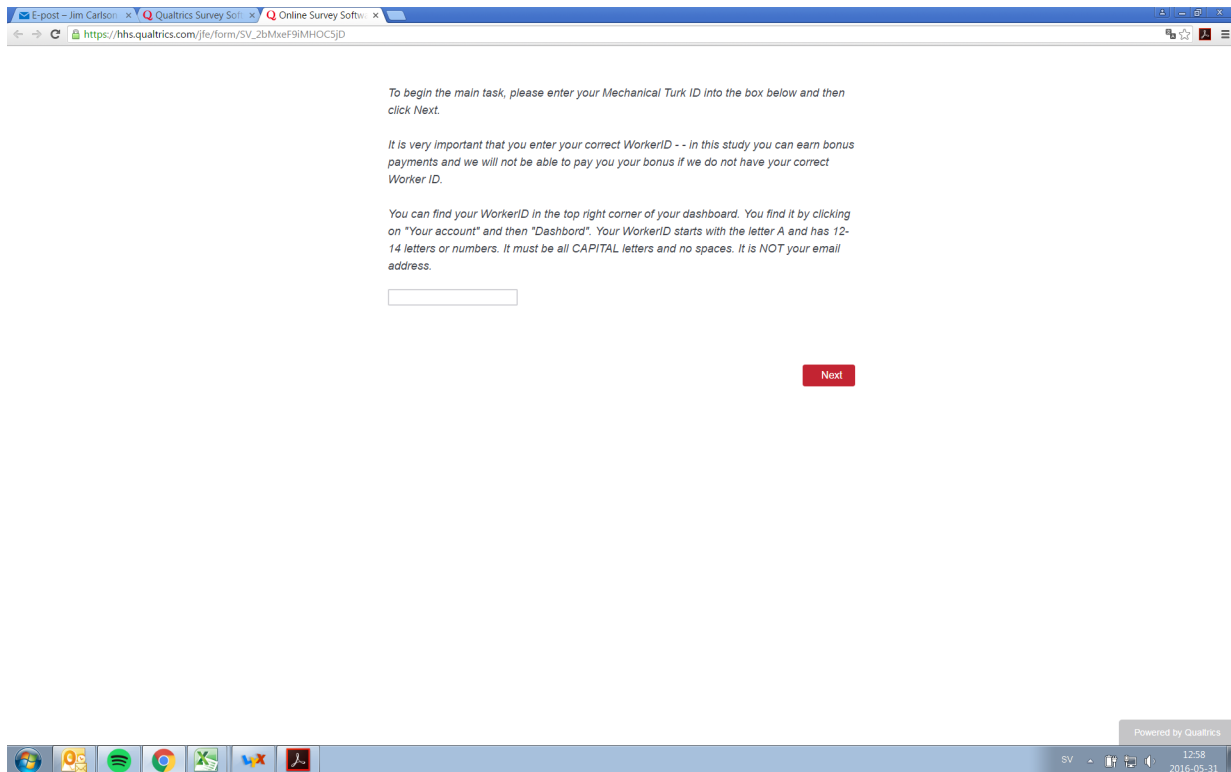 E-post – Jim Carlson
Qualtrics Survey Soft
Online Survey Softw
https://hhs.qualtrics.com/jfe/form/SV_2bMxeF9iMHOC5jD
To begin the main task, please enter your Mechanical Turk ID into the box below and then
click Next.
It is very important that you enter your correct WorkerID - - in this study you can earn bonus
payments and we will not be able to pay you your bonus if we do not have your correct
Worker ID.
You can find your WorkerID in the top right corner of your dashboard. You find it by clicking
on "Your account" and then "Dashbord". Your WorkerID starts with the letter A and has 12-
14 letters or numbers. It must be all CAPITAL letters and no spaces. It is NOT your email
address.
Next
Powered by Qualtrics
SV
12:58
2016-05-31